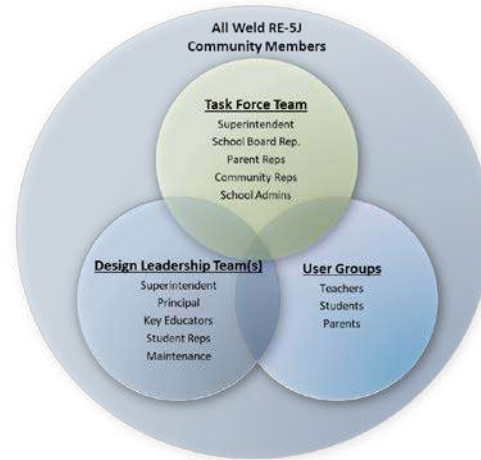 All Weld RE-5J
Community Members
Task Force Team
Superintendent
School Board Rep.
Parent Reps
Community Reps
School Admins
Design Leadership Team(s)
Superintendent
Principal
Key Educators
Student Reps
Maintenance
User Groups
Teachers
Students
Parents